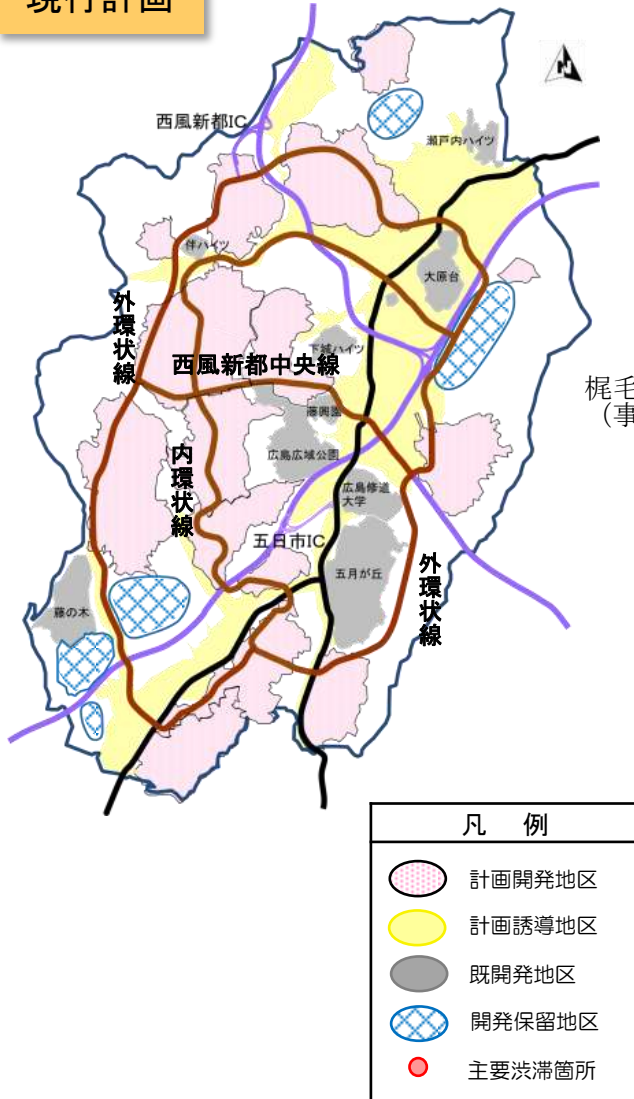 現行計画
N
西風新都IC
瀬戸内ハイツ
伴ハイツ
大原台
外環状線
下城ハイツ
西風新都中央線
藤興園
梶毛
（事
広島広域公園
内環状線
広島修道
大学
五日市IC
五月が丘
外環状線
藤の木
凡　例
計画開発地区
計画誘導地区
既開発地区
開発保留地区
主要渋滞箇所